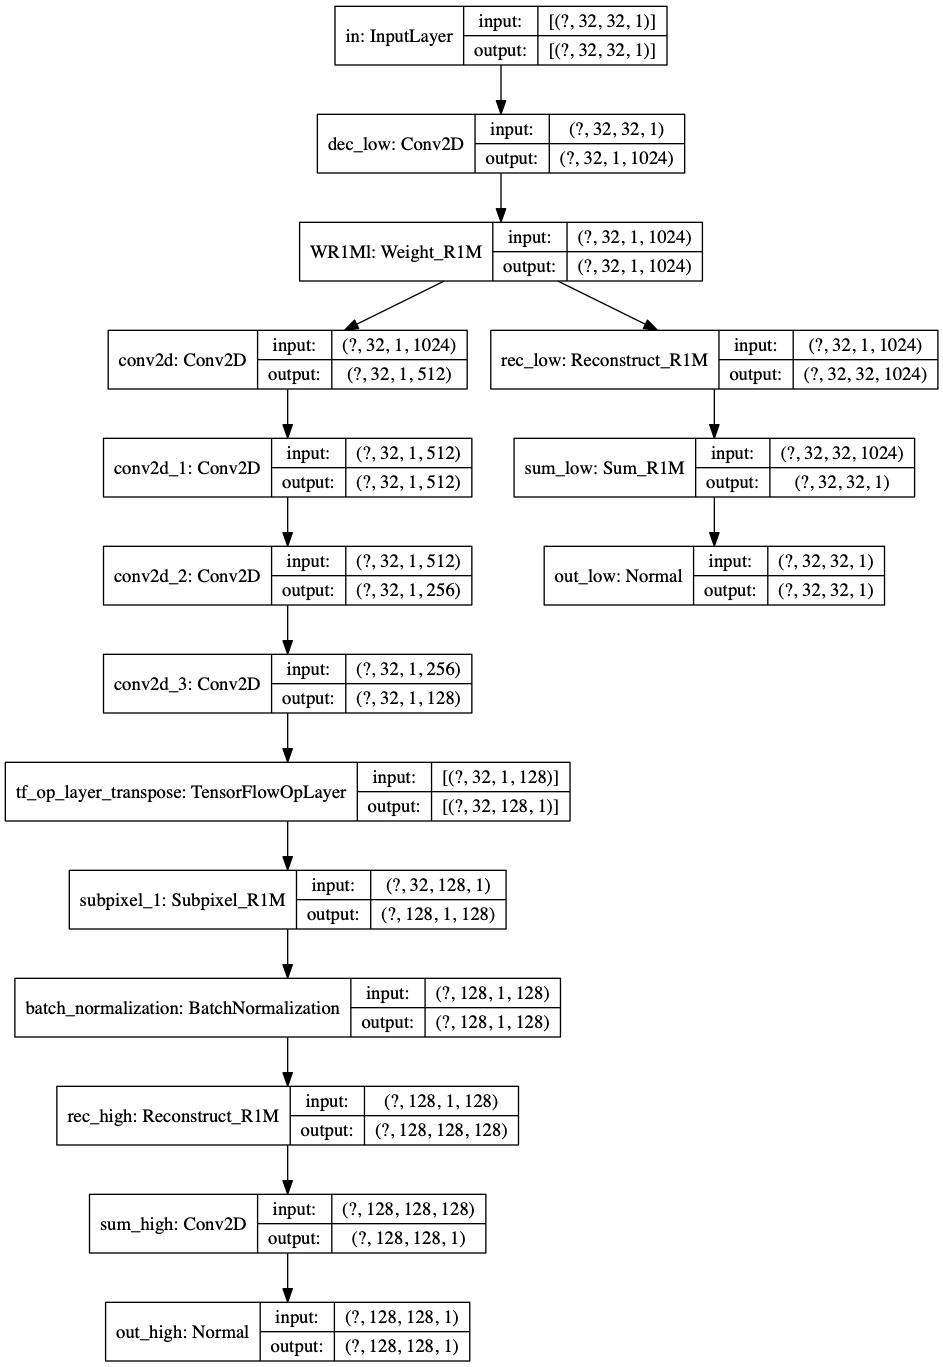 in: InputLayer
input: [(?, 32, 32, 1)]
output: [(?, 32, 32, 1)]
dec_low: Conv2D
input: (?, 32, 32, 1)
output: (?, 32, 1, 1024)
WR1Ml: Weight_R1M
input: (?, 32, 1, 1024)
output: (?, 32, 1, 1024)
conv2d: Conv2D
input: (?, 32, 1, 1024)
output: (?, 32, 1, 512)
rec_low: Reconstruct_R1M
input: (?, 32, 1, 1024)
output: (?, 32, 32, 1024)
conv2d_1: Conv2D
input: (?, 32, 1, 512)
output: (?, 32, 1, 512)
sum_low: Sum_R1M
input: (?, 32, 32, 1024)
output: (?, 32, 32, 1)
conv2d_2: Conv2D
input: (?, 32, 1, 512)
output: (?, 32, 1, 256)
out_low: Normal
input: (?, 32, 32, 1)
output: (?, 32, 32, 1)
conv2d_3: Conv2D
input: (?, 32, 1, 256)
output: (?, 32, 1, 128)
tf_op_layer_transpose: TensorFlowOpLayer
input: [(?, 32, 1, 128)]
output: [(?, 32, 128, 1)]
subpixel_1: Subpixel_R1M
input: (?, 32, 128, 1)
output: (?, 128, 1, 128)
batch_normalization: BatchNormalization
input: (?, 128, 1, 128)
output: (?, 128, 1, 128)
rec_high: Reconstruct_R1M
input: (?, 128, 1, 128)
output: (?, 128, 128, 128)
sum_high: Conv2D
input: (?, 128, 128, 128)
output: (?, 128, 128, 1)
out_high: Normal
input: (?, 128, 128, 1)
output: (?, 128, 128, 1)